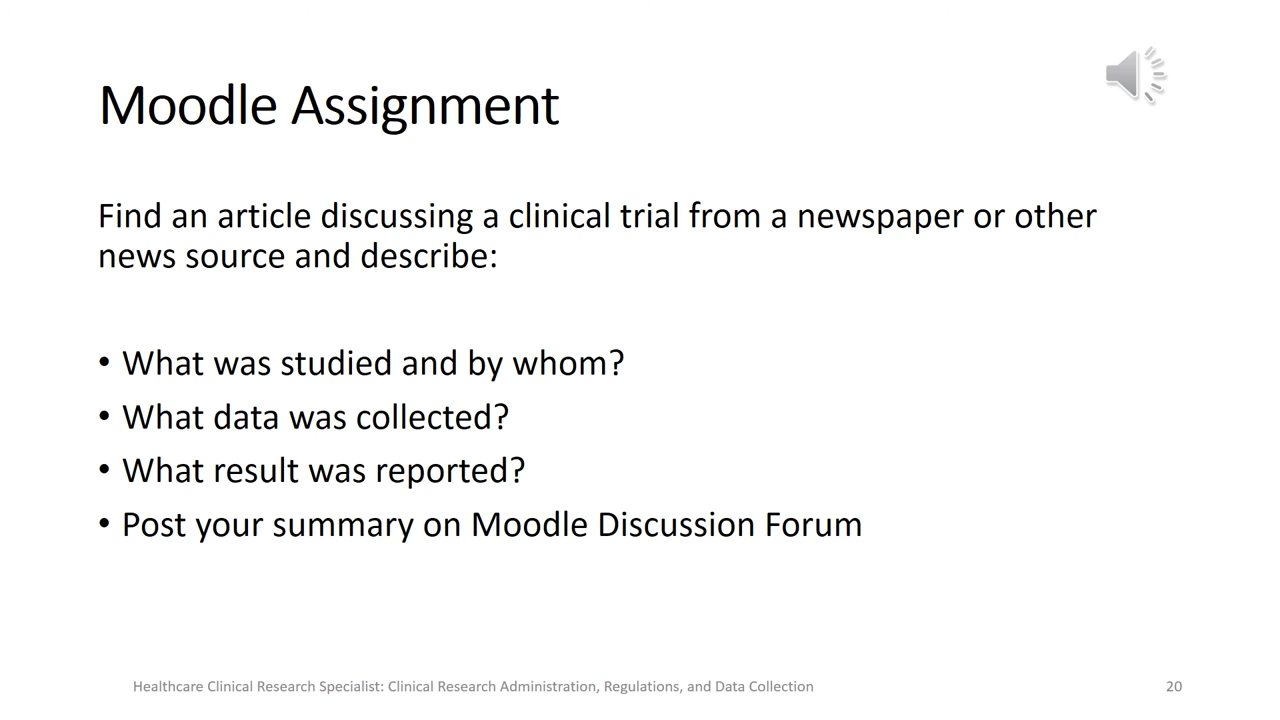 Moodle Assignment
Find an article discussing a clinical trial from a newspaper or other
news source and describe:
• What was studied and by whom?
• What data was collected?
• What result was reported?
• Post your summary on Moodle Discussion Forum
Healthcare Clinical Research Specialist: Clinical Research Administration, Regulations, and Data Collection
20